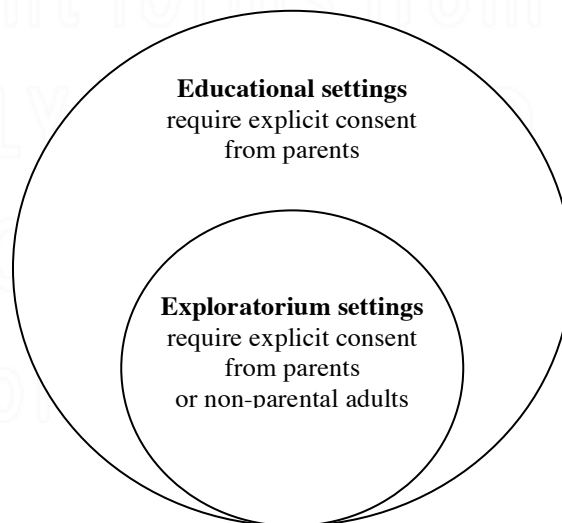 Educational settings
require explicit consent
from parents
Exploratorium settings
require explicit consent
from parents
or non-parental adults